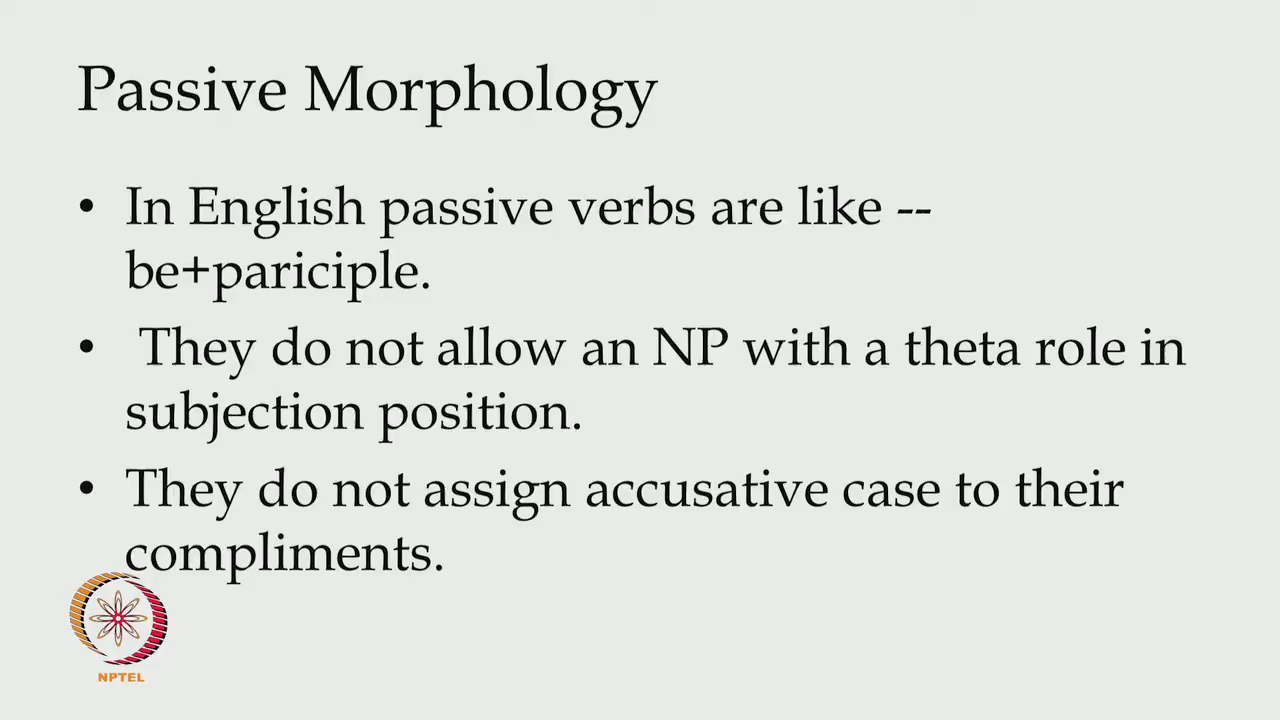 Passive Morphology
• In English passive verbs are like --
be+pariciple.
• They do not allow an NP with a theta role in
subjection position.
• They do not assign accusative case to their
compliments.
NPTEL